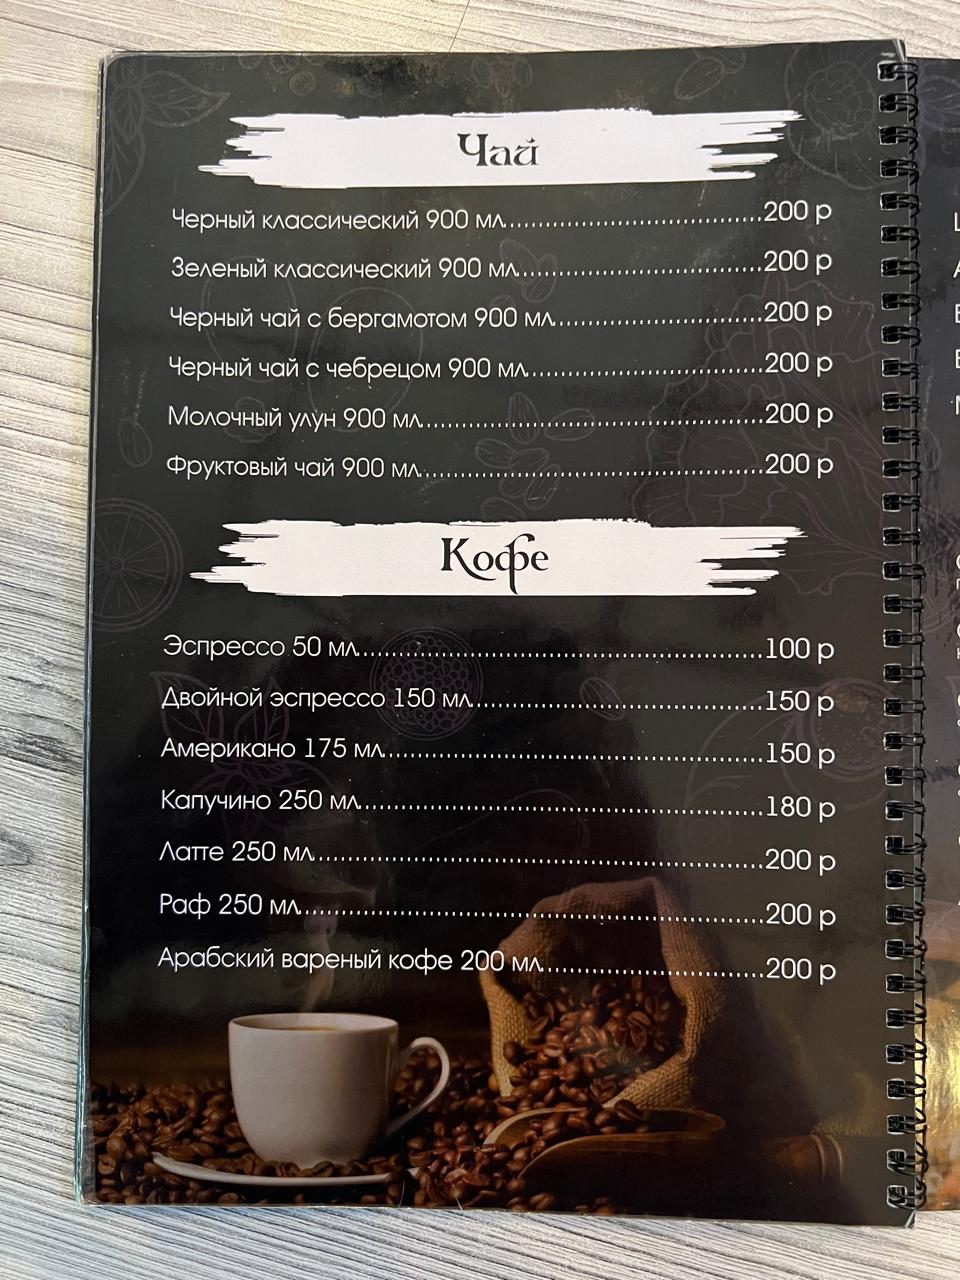 Чай
Черный классический 900 мл......................200 р
Зеленый классический 900 мл......................200 р
Черный чай с бергамотом 900 мл......................200 р
Черный чай с чебрецом 900 мл......................200 р
Молочный улун 900 мл......................200 р
Фруктовый чай 900 мл......................200 р
Кофе
Эспрессо 50 мл......................100 р
Двойной эспрессо 150 мл......................150 р
Американо 175 мл......................150 р
Капучино 250 мл......................180 р
Латте 250 мл......................200 р
Раф 250 мл......................200 р
Арабский вареный кофе 200 мл......................200 р